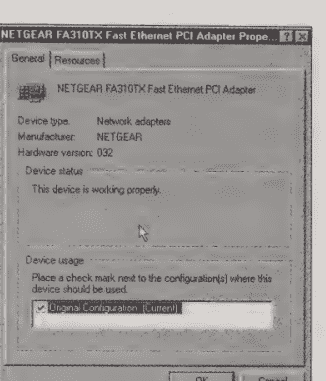 NETGEAR FA310TX Fast Ethernet PCI Adapter Prope...
General
Resources
NETGEAR FA310TX Fast Ethernet PCI Adapter
Device type: Network adapters
Manufacturer: NETGEAR
Hardware version: 032
Device status
This device is working properly.
Device usage
Place a check mark next to the configuration(s) where this
device should be used.
Original Configuration (Current)
OK
Cancel